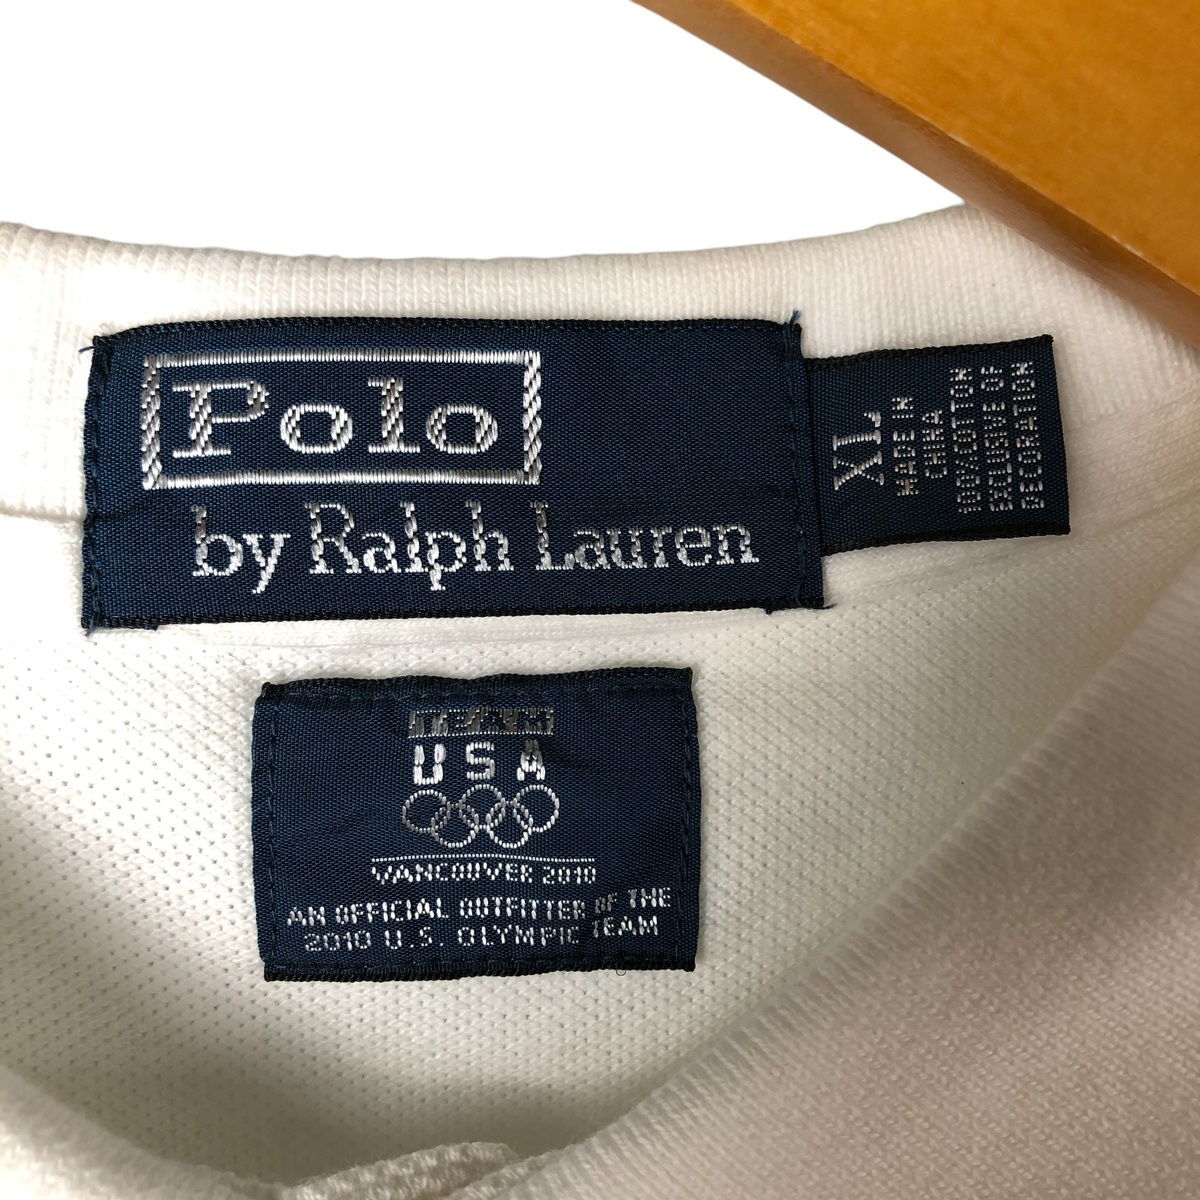 Polo
by Ralph Lauren
XL
MADE IN
CHINA
100% COTTON
EXCLUSIVE OF
DECORATION
TEAM
USA
VANCOUVER 2010
AN OFFICIAL OUTFITTER OF THE
2010 U.S. OLYMPIC TEAM